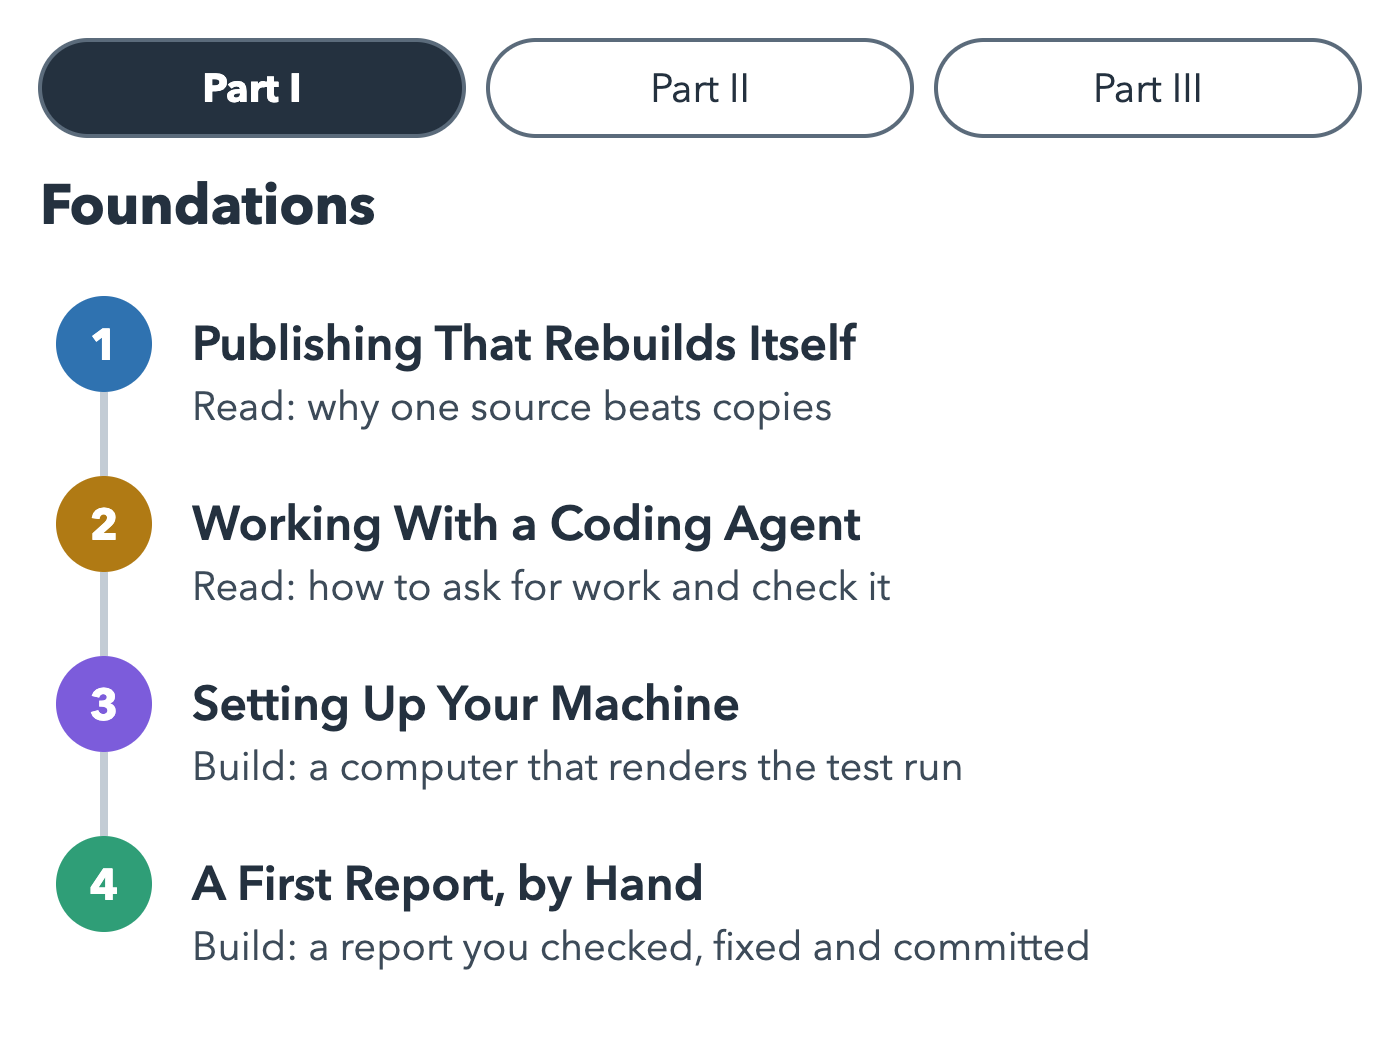 Part I
Part II
Part III
Foundations
1
Publishing That Rebuilds Itself
Read: why one source beats copies
2
Working With a Coding Agent
Read: how to ask for work and check it
3
Setting Up Your Machine
Build: a computer that renders the test run
4
A First Report, by Hand
Build: a report you checked, fixed and committed